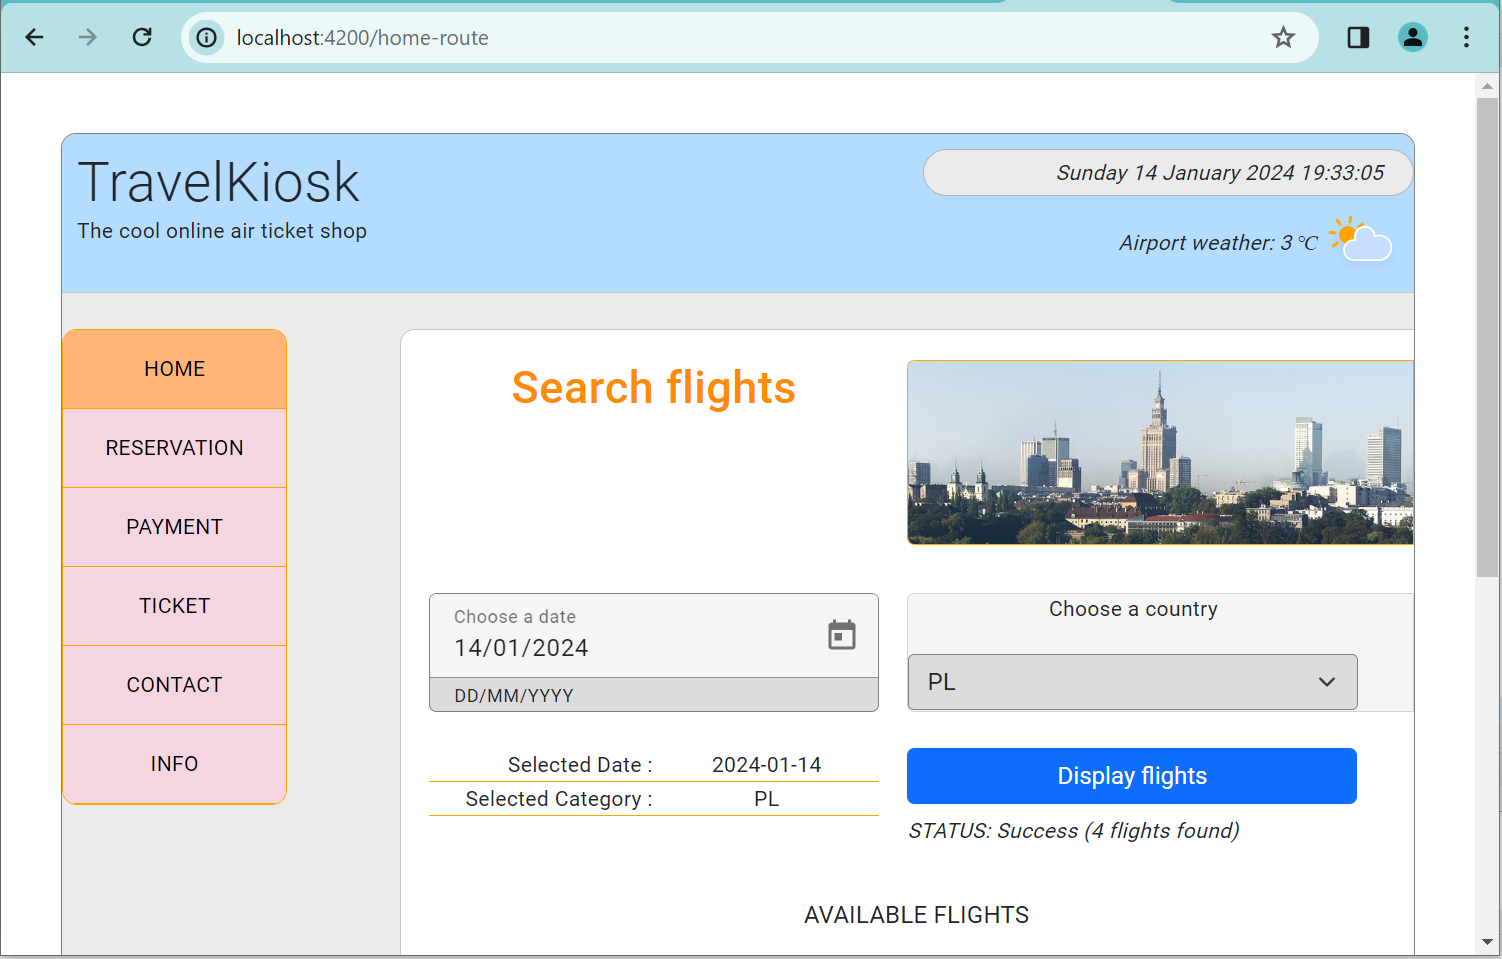 localhost:4200/home-route
TravelKiosk
The cool online air ticket shop
Sunday 14 January 2024 19:33:05
Airport weather: 3 °C
HOME
RESERVATION
PAYMENT
TICKET
CONTACT
INFO
Search flights
Choose a date
14/01/2024
DD/MM/YYYY
Choose a country
PL
Selected Date : 2024-01-14
Selected Category : PL
Display flights
STATUS: Success (4 flights found)
AVAILABLE FLIGHTS